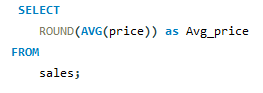 SELECT
ROUND(AVG(price)) as Avg_price
FROM
sales;